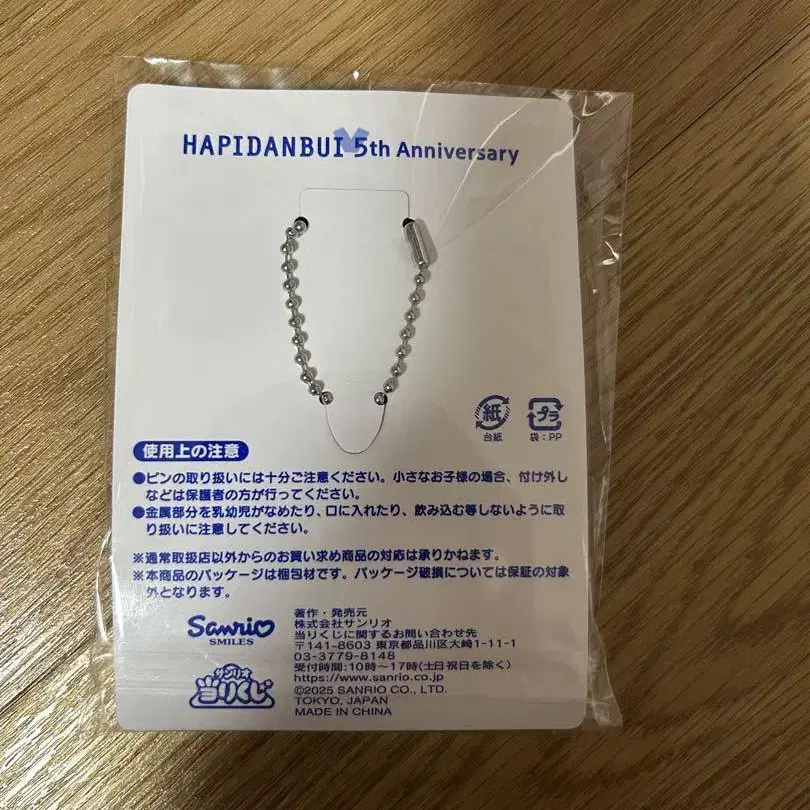 HAPIDANBUI 5th Anniversary
紙
台紙
プラ
袋：PP
使用上の注意
●ピンの取り扱いには十分ご注意ください。小さなお子様の場合、付け外し
などは保護者の方が行ってください。
●金属部分を乳幼児がなめたり、口に入れたり、飲み込む等しないように取
り扱いに注意してください。
※通常取扱店以外からのお買い求め商品の対応は承りかねます。
※本商品のパッケージは梱包材です。パッケージ破損については保証の対象
外となります。
Sanrio
SMILES
サンリオ
当りくじ
著作・発売元
株式会社サンリオ
当りくじに関するお問い合わせ先
〒141-8603 東京都品川区大崎1-11-1
03-3779-8148
受付時間：10時～17時（土日祝日を除く）
https://www.sanrio.co.jp
©2025 SANRIO CO., LTD.
TOKYO, JAPAN
MADE IN CHINA